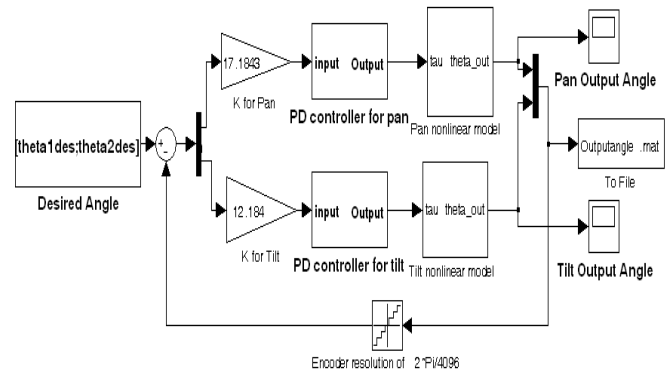 17.1843
K for Pan
input Output
PD controller for pan
tau theta_out
Pan nonlinear model
Pan Output Angle
[theta1des;theta2des]
Desired Angle
+
-
Outputangle .mat
To File
12.184
K for Tilt
input Output
PD controller for tilt
tau theta_out
Tilt nonlinear model
Tilt Output Angle
Encoder resolution of 2*Pi/4096